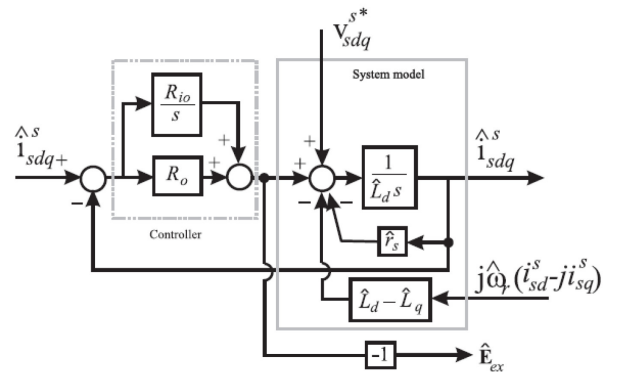 v^{s*}_{sdq}
System model
R_{io}
s
î^s_{sdq}
+
+
+
R_o
+
+
-
-
-
1
L̂_d s
î^s_{sdq}
-
Controller
r̂_s
L̂_d – L̂_q
jω̂_r(i^s_{sd}-ji^s_{sq})
-1
Ê_{ex}